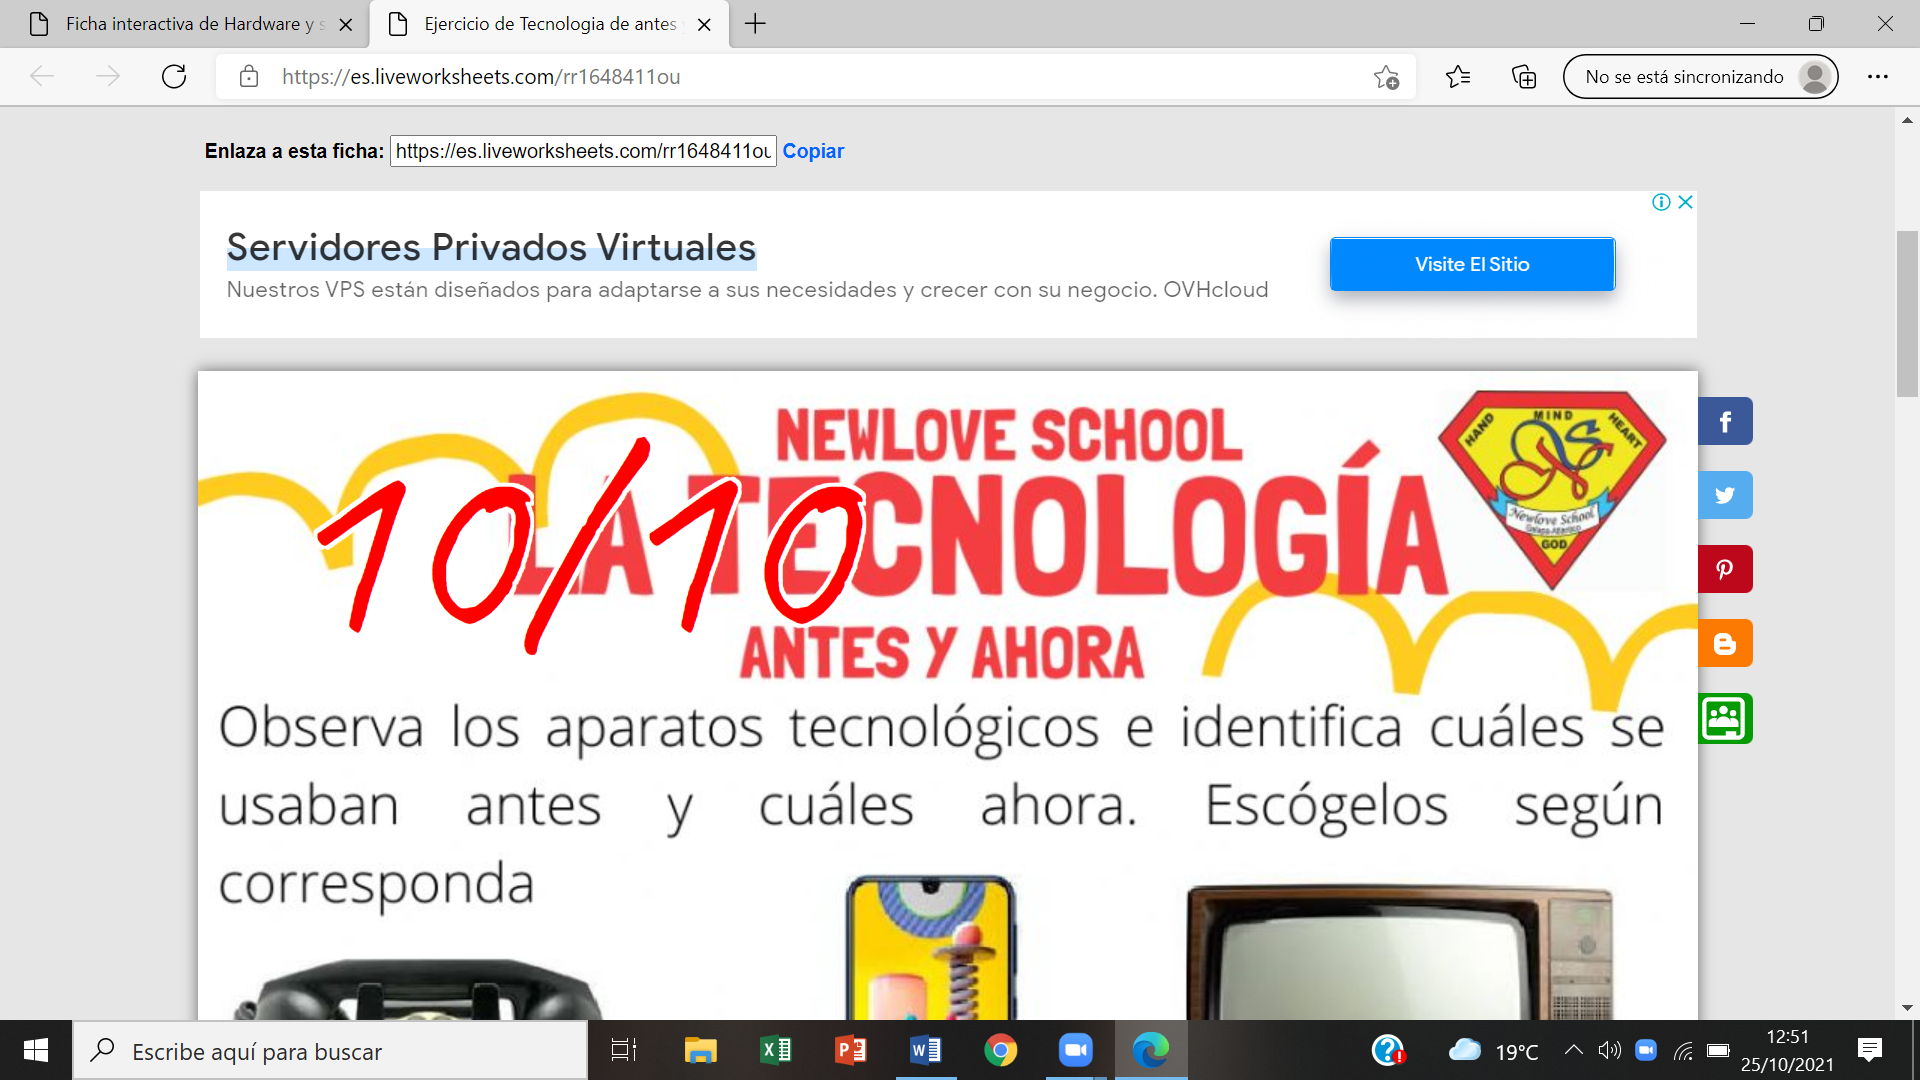 Ficha interactiva de Hardware y s
Ejercicio de Tecnologia de antes y
https://es.liveworksheets.com/rr1648411ou
No se está sincronizando
Enlaza a esta ficha: https://es.liveworksheets.com/rr1648411ou Copiar
Servidores Privados Virtuales
Nuestros VPS están diseñados para adaptarse a sus necesidades y crecer con su negocio. OVHcloud
Visite El Sitio
NEWLOVE SCHOOL
LA TECNOLOGÍA
10/10
ANTES Y AHORA
HAND MIND HEART
Newlove School
GOD
Observa los aparatos tecnológicos e identifica cuáles se
usaban antes y cuáles ahora. Escógelos según
corresponda
Escribe aquí para buscar
19°C
12:51
25/10/2021